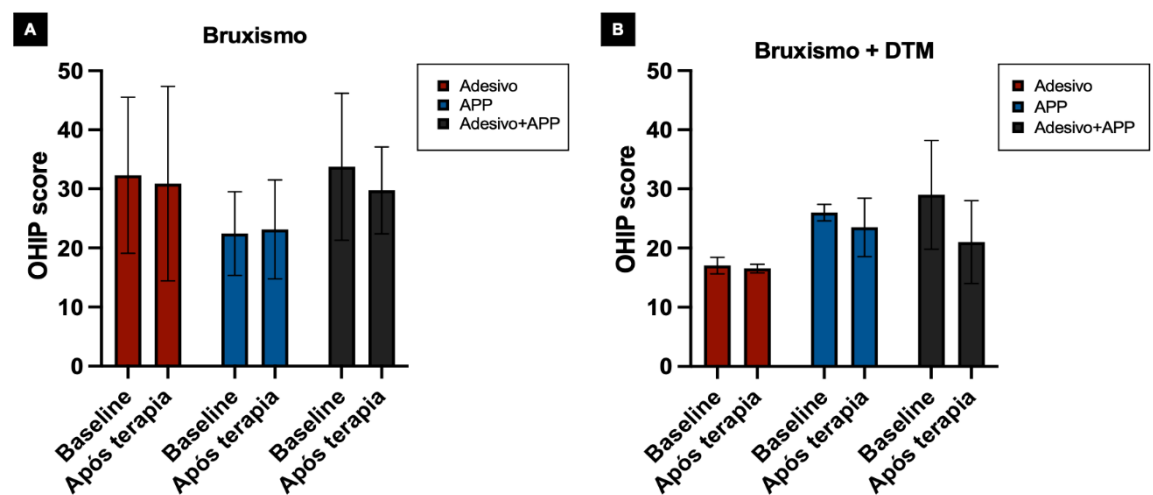 A
Bruxismo
OHIP score
50
40
30
20
10
0
Baseline
Após terapia
Baseline
Após terapia
Baseline
Após terapia
Adesivo
APP
Adesivo+APP
B
Bruxismo + DTM
OHIP score
50
40
30
20
10
0
Baseline
Após terapia
Baseline
Após terapia
Baseline
Após terapia
Adesivo
APP
Adesivo+APP